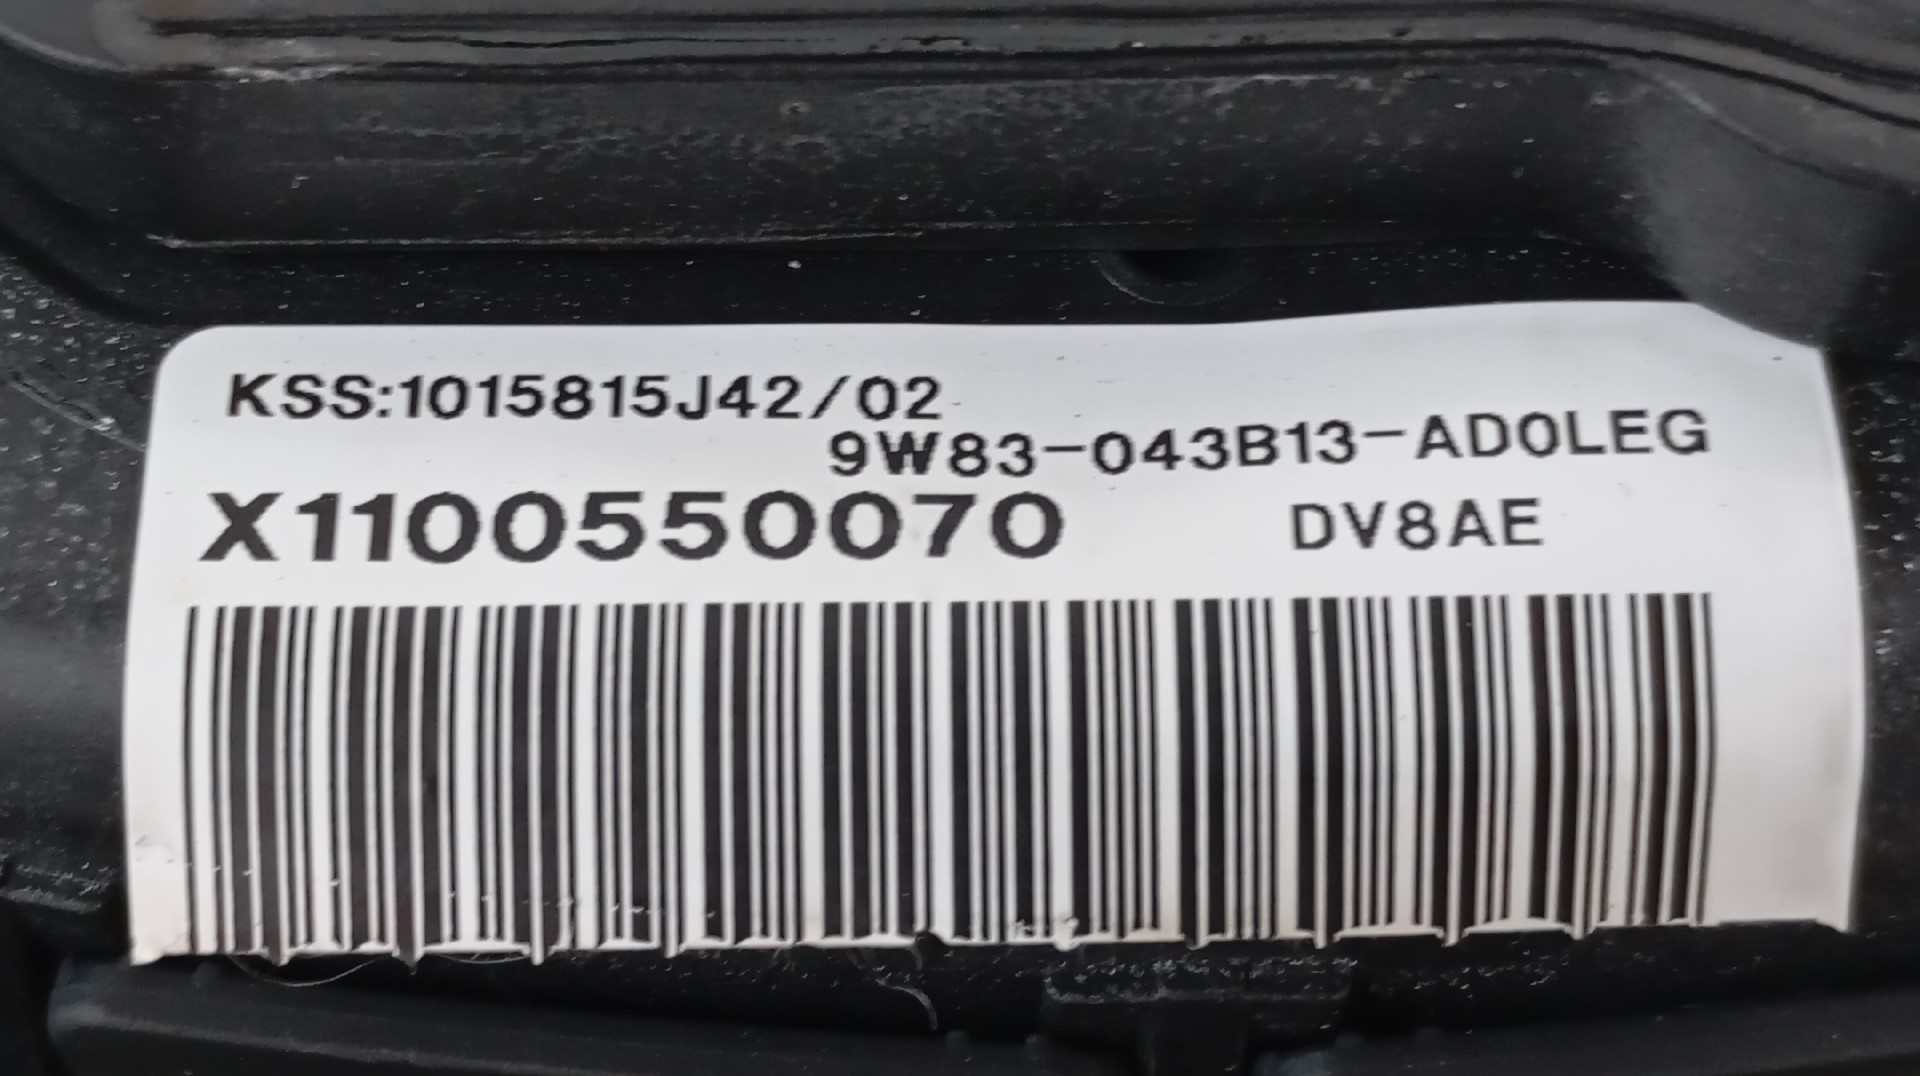 KSS:1015815J42/02
9W83-043B13-AD0LEG
X1100550070 DV8AE